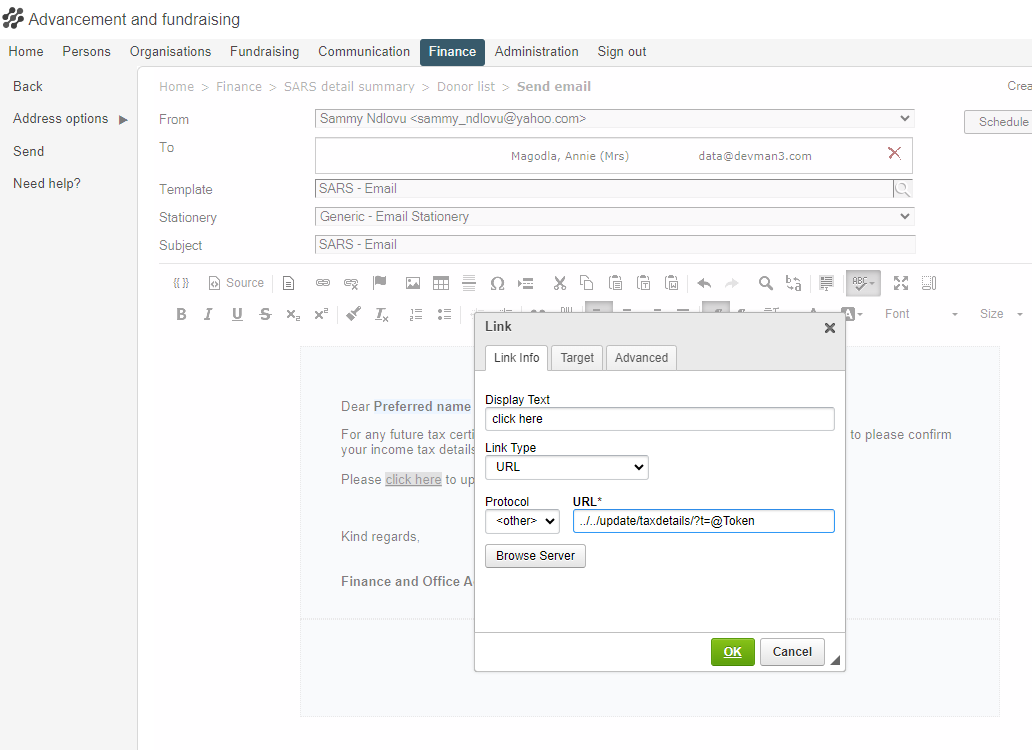 Advancement and fundraising
Home Persons Organisations Fundraising Communication Finance Administration Sign out
Back
Address options
Send
Need help?
Home > Finance > SARS detail summary > Donor list > Send email
From Sammy Ndlovu <sammy_ndlovu@yahoo.com> Schedule
To Magodla, Annie (Mrs) data@devman3.com
Template SARS - Email
Stationery Generic - Email Stationery
Subject SARS - Email
Source
Font Size
Link
Link Info Target Advanced
Dear Preferred name
Display Text
click here
For any future tax certi to please confirm
your income tax details
Link Type
URL
Please click here to up
Protocol URL*
<other> ../../update/taxdetails/?t=@Token
Kind regards,
Browse Server
Finance and Office A
OK Cancel